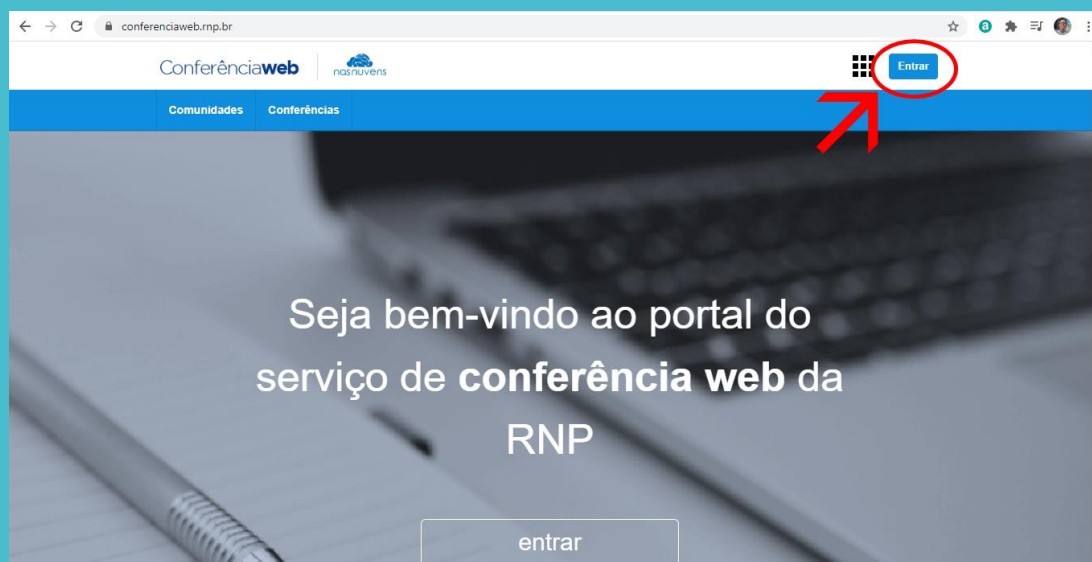 conferenciaweb.rnp.br
Conferênciaweb
nasnuvens
Entrar
Comunidades Conferências
Seja bem-vindo ao portal do
serviço de conferência web da
RNP
entrar